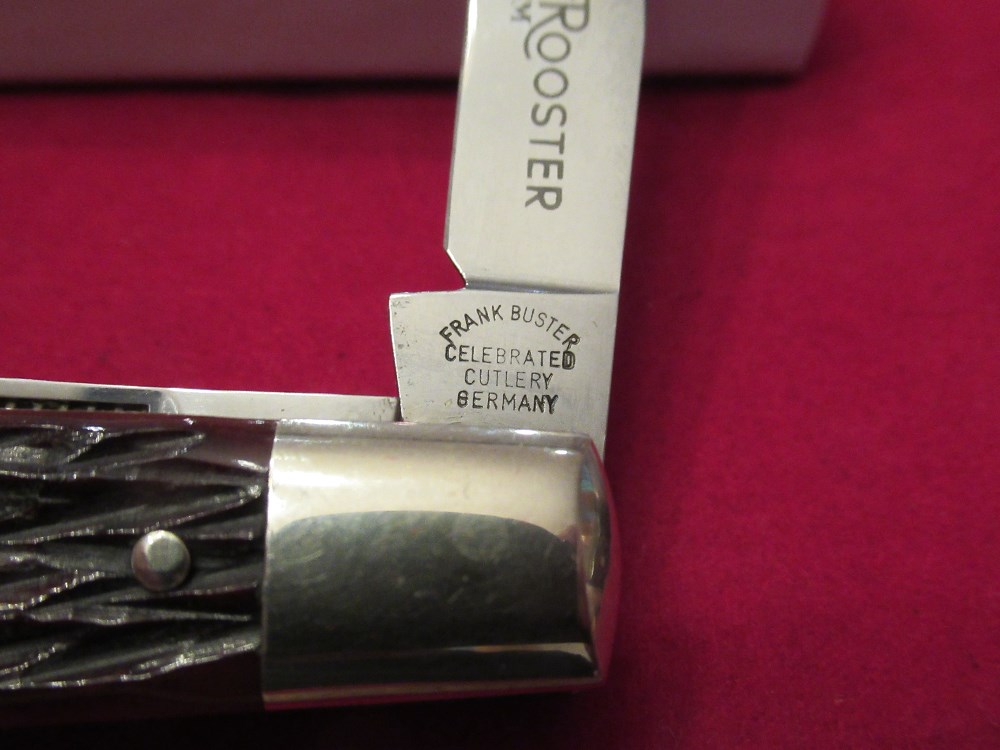 ROOSTER
FRANK BUSTER
CELEBRATED
CUTLERY
GERMANY